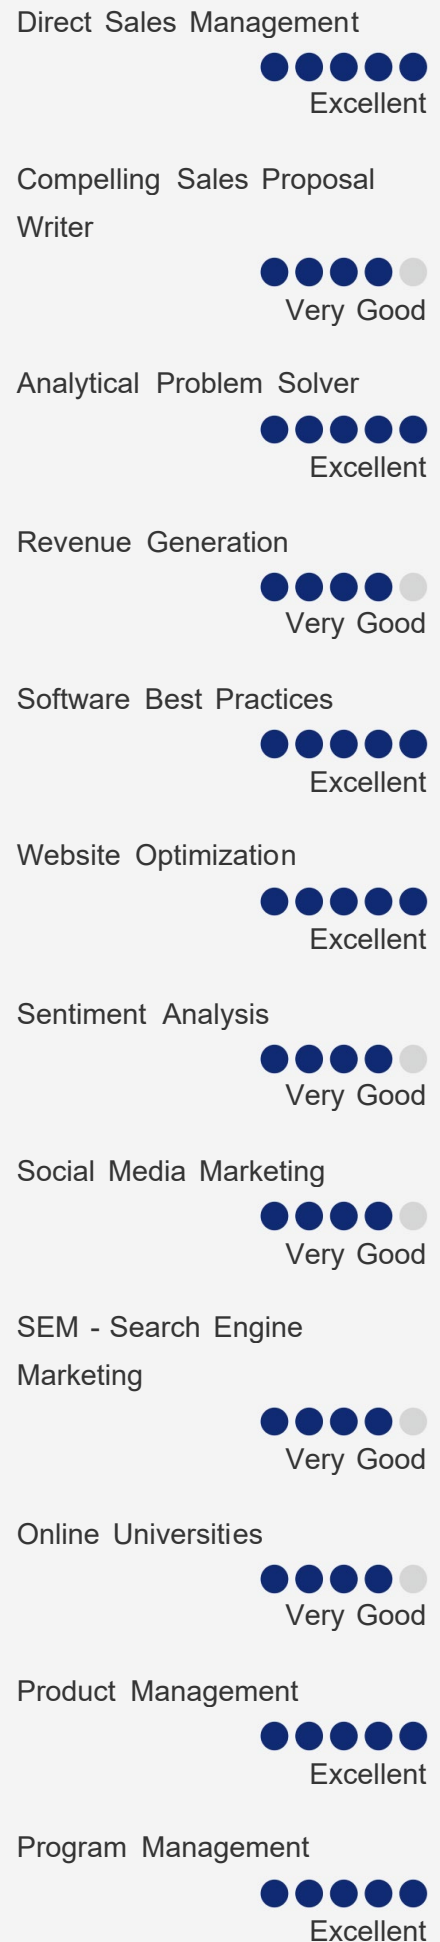 Direct Sales Management
Excellent
Compelling Sales Proposal
Writer
Very Good
Analytical Problem Solver
Excellent
Revenue Generation
Very Good
Software Best Practices
Excellent
Website Optimization
Excellent
Sentiment Analysis
Very Good
Social Media Marketing
Very Good
SEM - Search Engine
Marketing
Very Good
Online Universities
Very Good
Product Management
Excellent
Program Management
Excellent